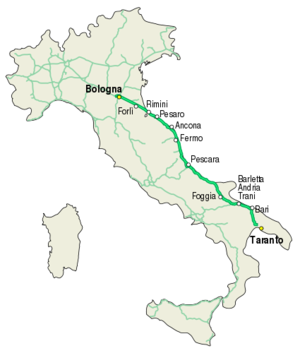 Bologna
Rimini
Forlì
Pesaro
Ancona
Fermo
Pescara
Barletta
Andria
Trani
Foggia
Bari
Taranto